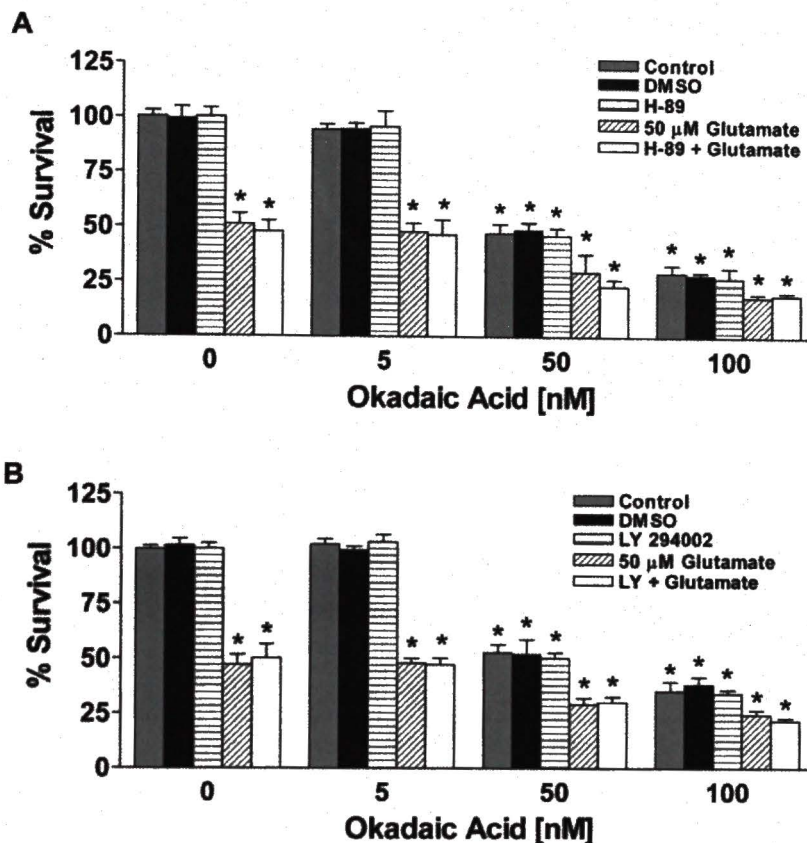 A
125
100
75
50
25
0
% Survival
Control
DMSO
H-89
50 µM Glutamate
H-89 + Glutamate
* *
* *
* * * * *
* * * * *
0 5 50 100
Okadaic Acid [nM]
B
125
100
75
50
25
0
% Survival
Control
DMSO
LY 294002
50 µM Glutamate
LY + Glutamate
* *
* *
* * * * *
* * * * *
0 5 50 100
Okadaic Acid [nM]